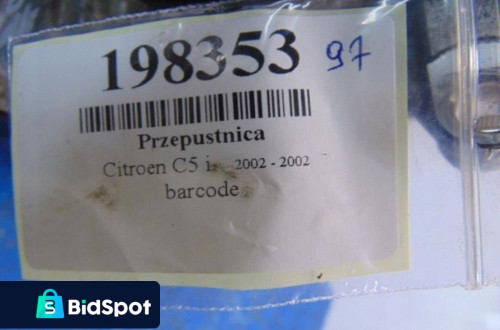 198353 97
Przepustnica
Citroen C5 i 2002 - 2002
barcode
BidSpot